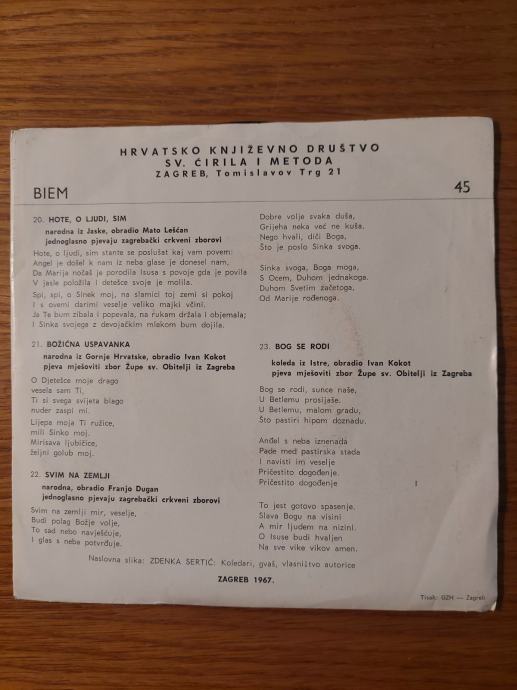 HRVATSKO KNJIŽEVNO DRUŠTVO
SV. ĆIRILA I METODA
ZAGREB, Tomislavov Trg 21
BIEM
45
20. HOTE, O LJUDI, SIM
narodna iz Jaske, obradio Mato Lešćan
jednoglasno pjevaju zagrebački crkveni zborovi
Hote, o ljudi, sim stante se poslušat kaj vam povem:
Angel je došel k nam iz neba glase je donesel nam,
Da Marija nočaš je porodila Isusa s povoje gda je povila
V jasle položila i detešce svoje je molila.
Spi, spi, o Sinek moj, na slamici toj zemi si pokoj
I s ovemi darimi veselje veliko majki včini.
Ja Te bum zibala i popevala, na rukam držala i objemala;
I Sinka svojega z devojačkim mlekom bum dojila.
21. BOŽIĆNA USPAVANKA
narodna iz Gornje Hrvatske, obradio Ivan Kokot
pjeva mješoviti zbor Župe sv. Obitelji iz Zagreba
O Djetešce moje drago
vesela sam Ti,
Ti si svega svijeta blago
nuder zaspi mi.
Lijepa moja Ti ružice,
mili Sinko moj.
Mirisava ljubičice,
željni golub moj.
22. SVIM NA ZEMLJI
narodna, obradio Franjo Dugan
jednoglasno pjevaju zagrebački crkveni zborovi
Svim na zemlji mir, veselje,
Budi polag Božje volje,
To sad nebo navješćuje,
I glas s neba potvrđuje.
Dobre volje svaka duša,
Grijeha neka već ne kuša.
Nego hvali, diči Boga,
Što je poslo Sinka svoga.
Sinka svoga, Boga moga,
S Ocem, Duhom jednakoga.
Duhom Svetim začetoga,
Od Marije rođenoga.
23. BOG SE RODI
koleda iz Istre, obradio Ivan Kokot
pjeva mješoviti zbor Župe sv. Obitelji iz Zagreba
Bog se rodi, sunce naše,
U Betlemu prosijaše.
U Betlemu, malom gradu,
Što pastiri hipom doznadu.
Anđel s neba iznenada
Pade med pastirska stada
I navisti im veselje
Pričestito dogođenje.
Pričestito dogođenje
To jest gotovo spasenje.
Slava Bogu na visini
A mir ljudem na nizini.
O Isuse budi hvaljen
Na sve vike vikov amen.
Naslovna slika: ZDENKA SERTIĆ: Koledari, gvaš, vlasništvo autorice
ZAGREB 1967.
Tisak: GZH — Zagreb